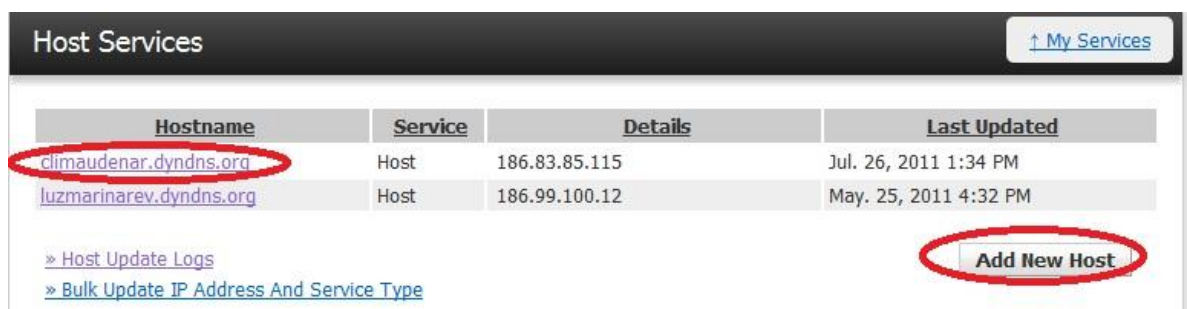 Host Services
↑ My Services
Hostname Service Details Last Updated
climaudenar.dyndns.org Host 186.83.85.115 Jul. 26, 2011 1:34 PM
luzmarinarev.dyndns.org Host 186.99.100.12 May. 25, 2011 4:32 PM
» Host Update Logs
Add New Host
» Bulk Update IP Address And Service Type